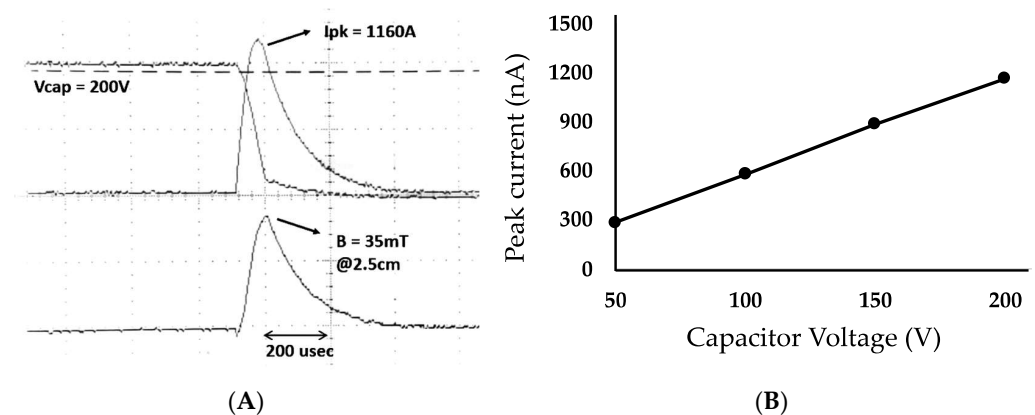 Ipk = 1160A
Vcap = 200V
B = 35mT
@2.5cm
200 usec
(A)
1500
1200
900
600
300
0
50 100 150 200
Peak current (nA)
Capacitor Voltage (V)
(B)